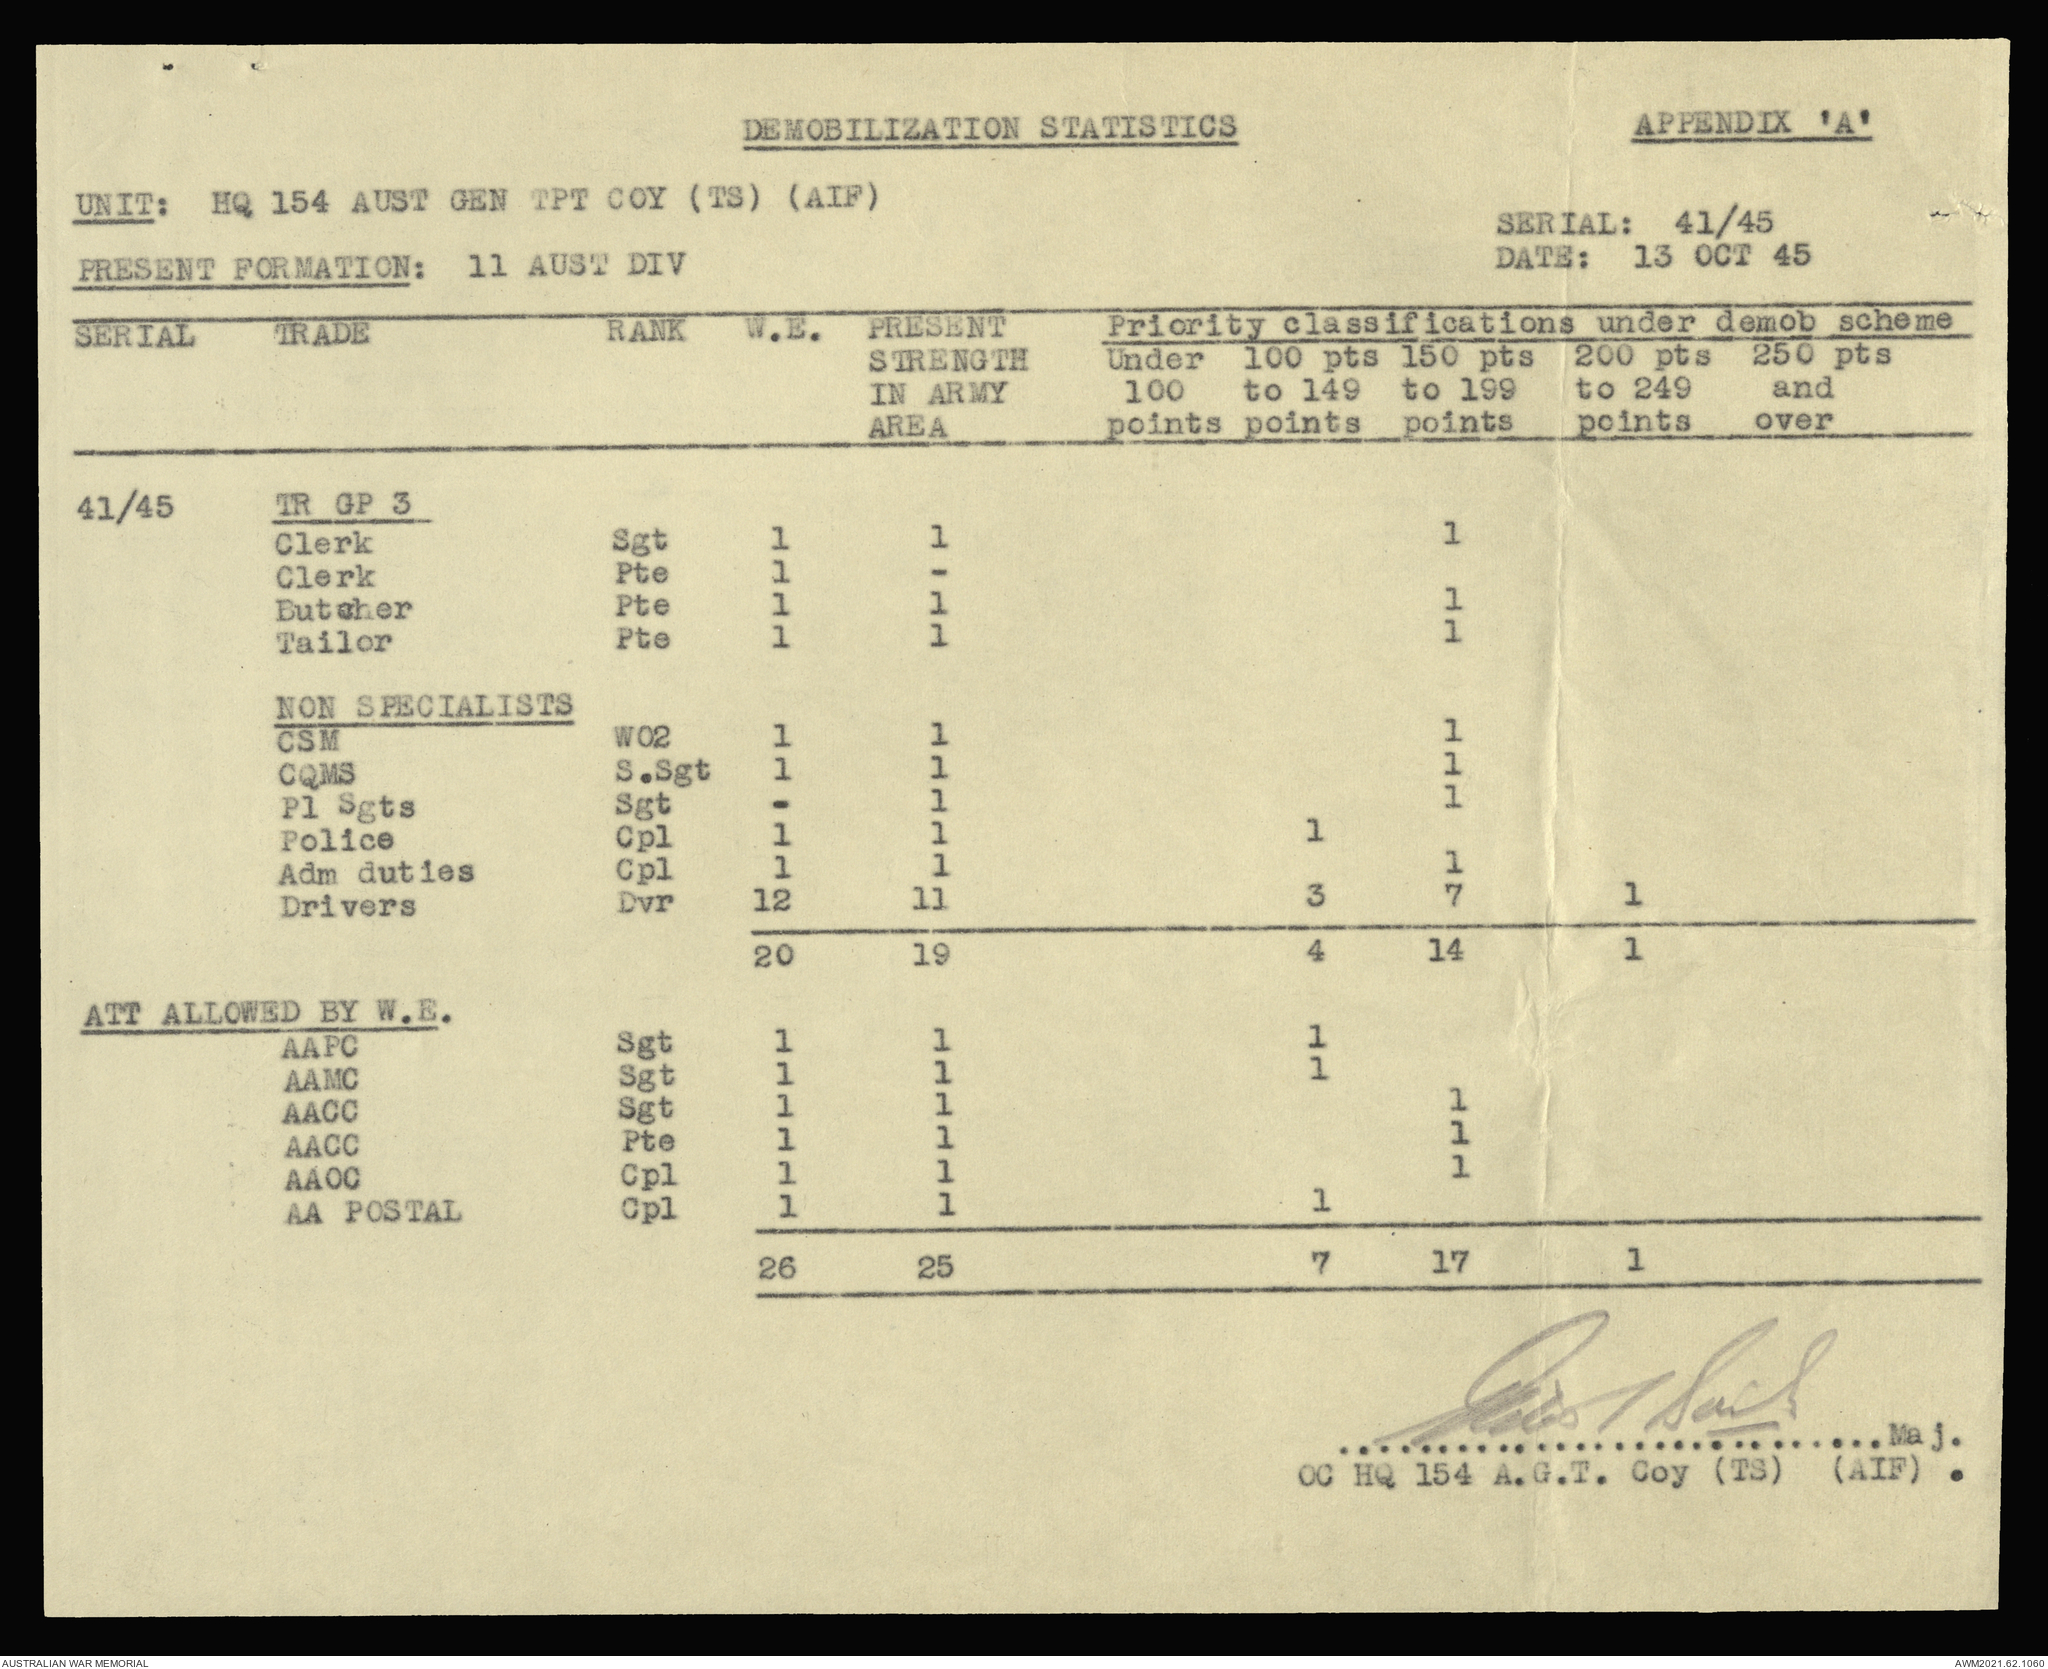 DEMOBILIZATION STATISTICS APPENDIX 'A'
UNIT: HQ 154 AUST GEN TPT COY (TS) (AIF)
SERIAL: 41/45
PRESENT FORMATION: 11 AUST DIV
DATE: 13 OCT 45
SERIAL TRADE RANK W.E. PRESENT Priority classifications under demob scheme
STRENGTH Under 100 pts 150 pts 200 pts 250 pts
IN ARMY 100 to 149 to 199 to 249 and
AREA points points points points over
41/45 TR GP 3
Clerk Sgt 1 1 1
Clerk Pte 1 -
Butcher Pte 1 1 1
Tailor Pte 1 1 1
NON SPECIALISTS
CSM WO2 1 1 1
CQMS S.Sgt 1 1 1
Pl Sgts Sgt - 1 1
Police Cpl 1 1 1
Adm duties Cpl 1 1 1
Drivers Dvr 12 11 3 7 1
20 19 4 14 1
ATT ALLOWED BY W.E.
AAPC Sgt 1 1 1
AAMC Sgt 1 1 1
AACC Sgt 1 1 1
AACC Pte 1 1 1
AAOC Cpl 1 1 1
AA POSTAL Cpl 1 1 1
26 25 7 17 1
............................Maj.
OC HQ 154 A.G.T. Coy (TS) (AIF).
AUSTRALIAN WAR MEMORIAL AWM2021.62.1060